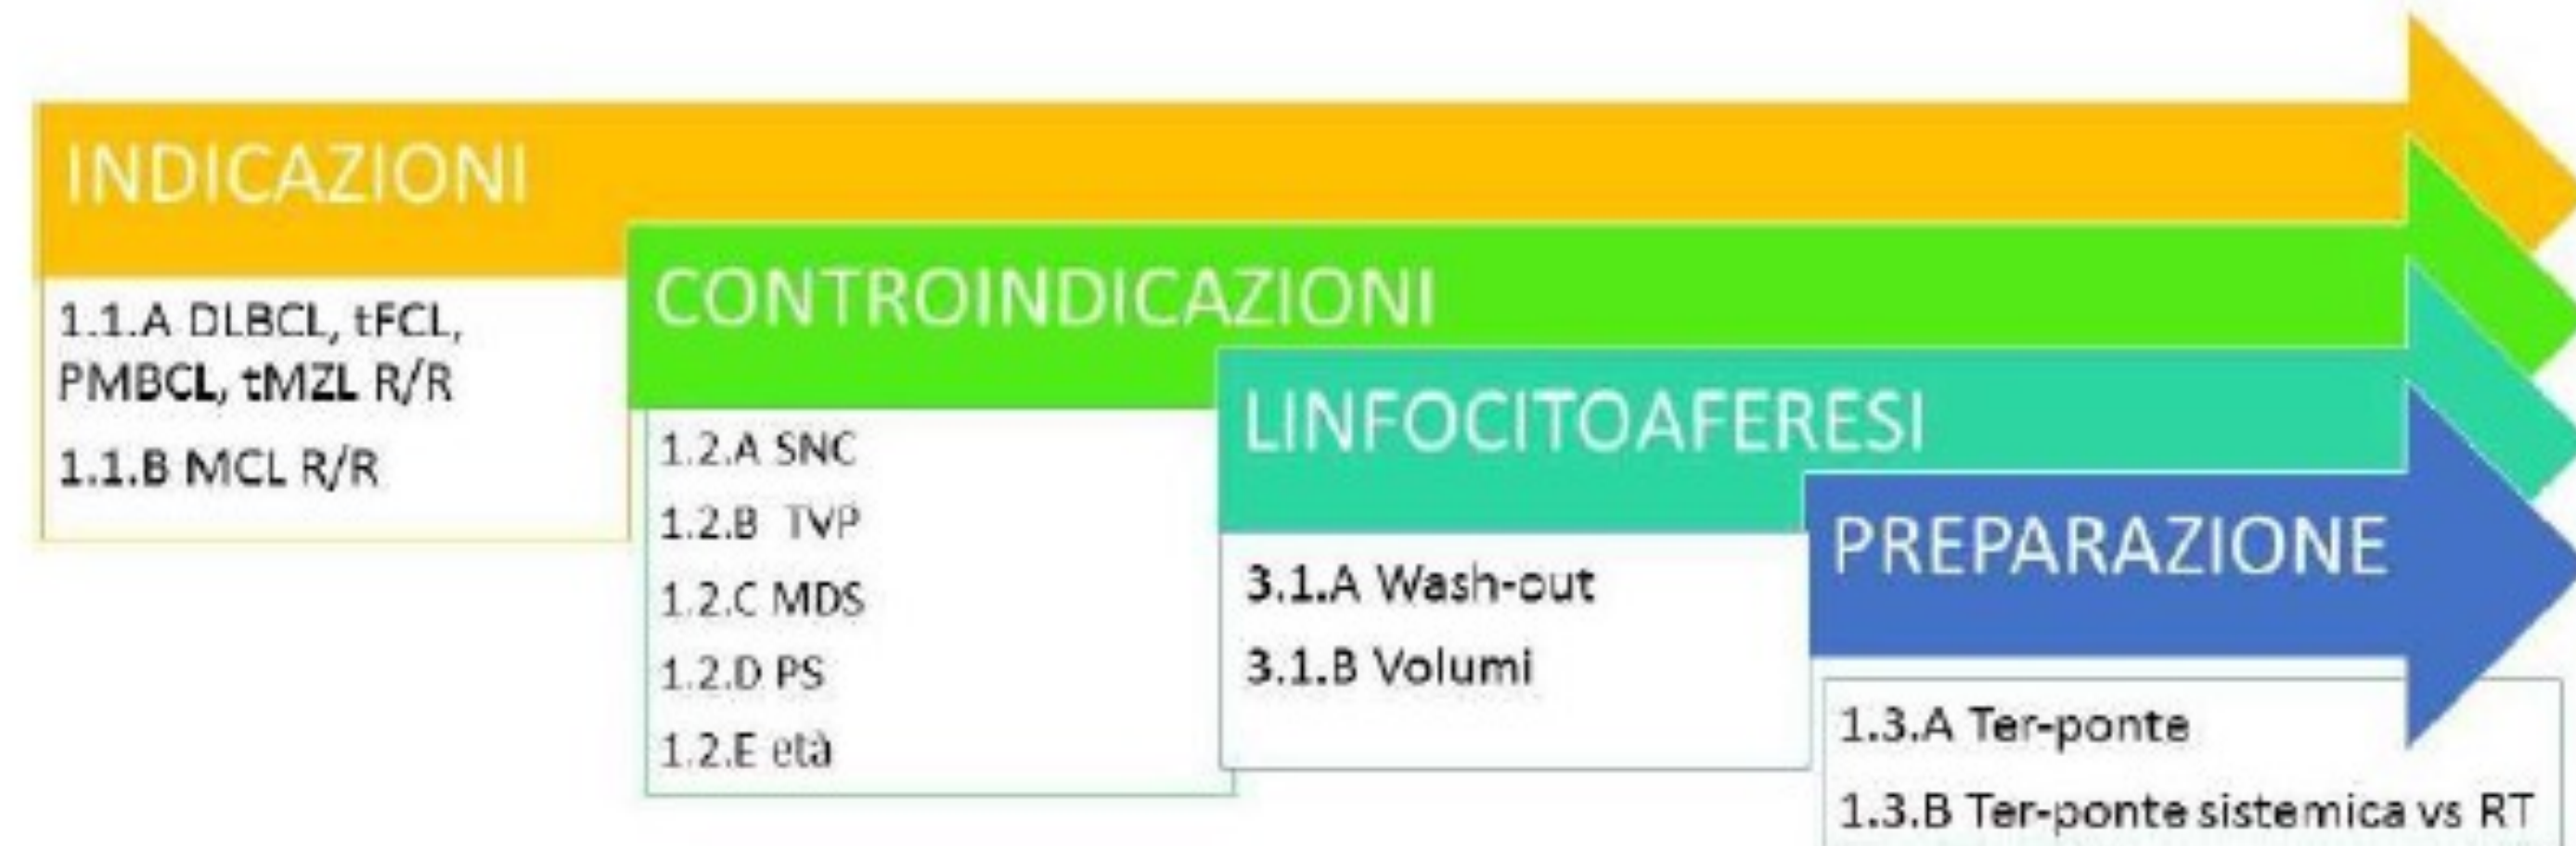 INDICAZIONI
1.1.A DLBCL, tFCL,
PMBCL, tMZL R/R
1.1.B MCL R/R
CONTROINDICAZIONI
1.2.A SNC
1.2.B TVP
1.2.C MDS
1.2.D PS
1.2.E età
LINFOCITOAFERESI
3.1.A Wash-out
3.1.B Volumi
PREPARAZIONE
1.3.A Ter-ponte
1.3.B Ter-ponte sistemica vs RT